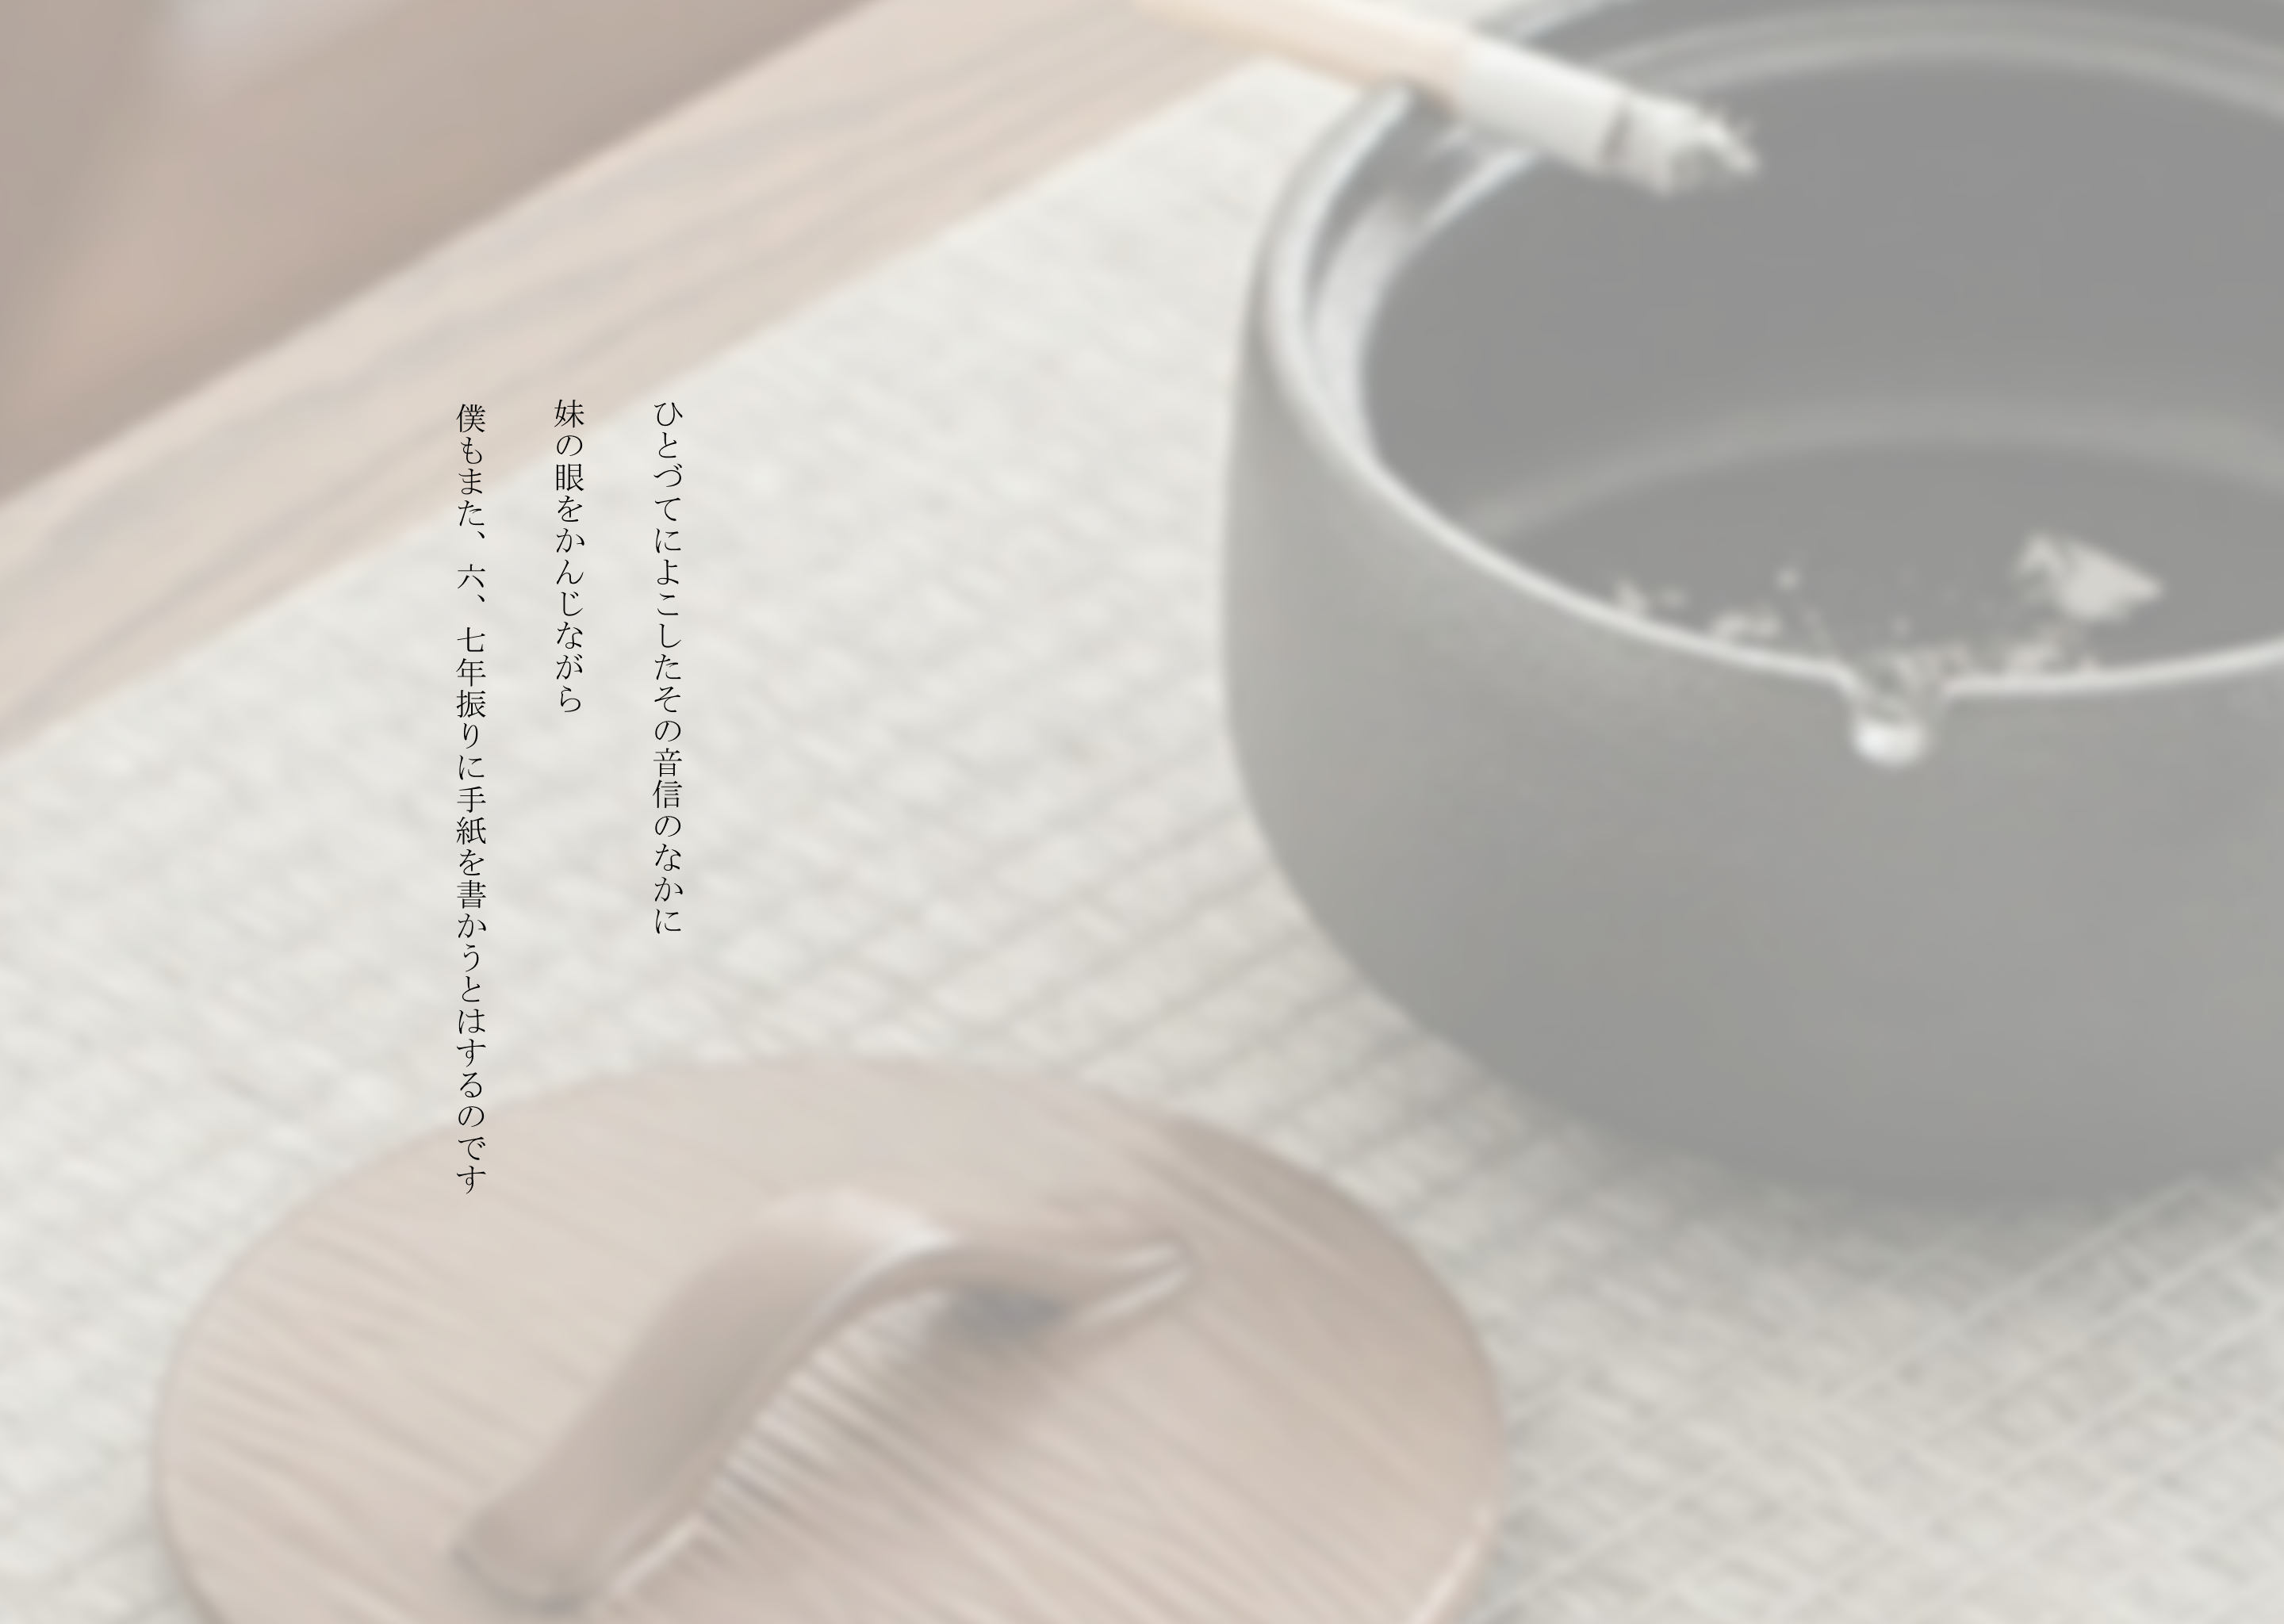 ひとづてによこしたその音信のなかに
妹の眼をかんじながら
僕もまた、六、七年振りに手紙を書かうとはするのです